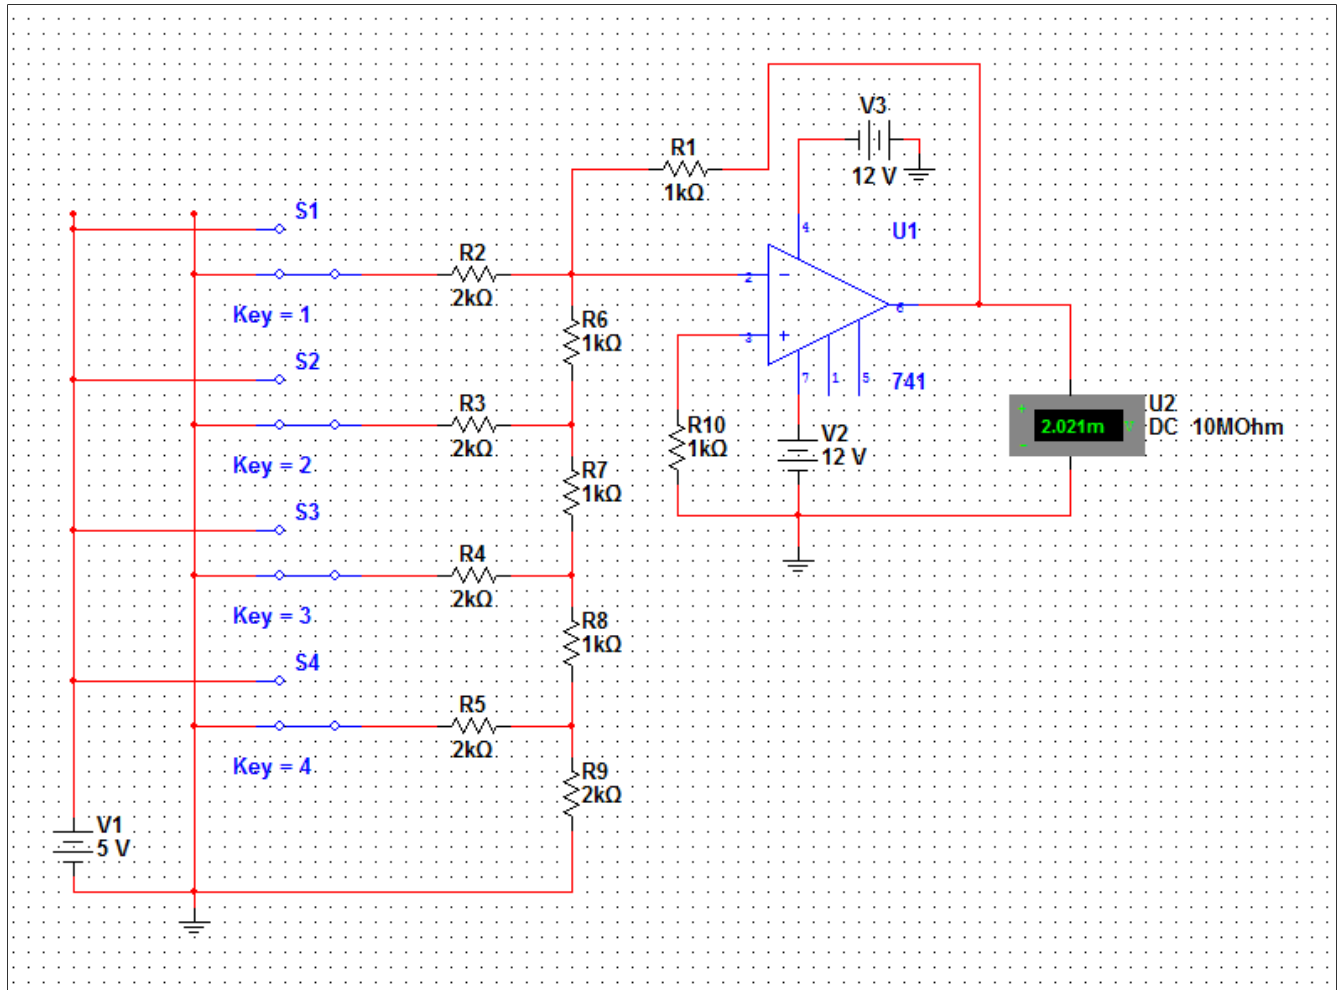 V3
12 V
R1
1kΩ
S1
4
U1
R2
2kΩ
2
6
Key = 1
R6
1kΩ
3
S2
7
1
5
741
R3
2kΩ
R10
1kΩ
V2
12 V
2.021m
V
U2
DC 10MOhm
Key = 2
R7
1kΩ
S3
R4
2kΩ
Key = 3
R8
1kΩ
S4
R5
2kΩ
Key = 4
R9
2kΩ
V1
5 V